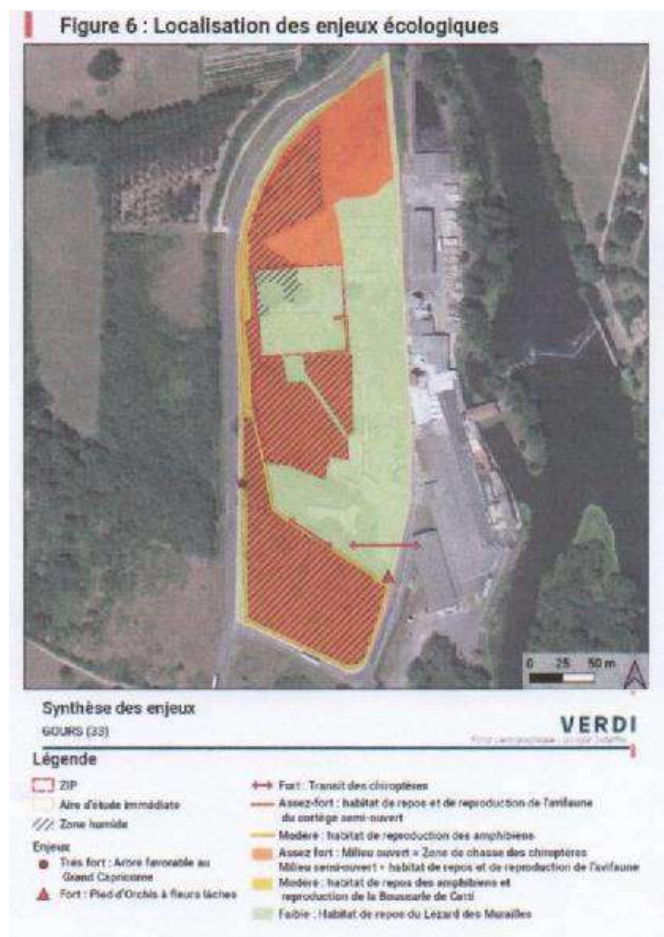 Figure 6 : Localisation des enjeux écologiques
0 25 50 m
Synthèse des enjeux
GOURS (33)
VERDI
Légende
ZIP
Aire d'étude immédiate
Zone humide
Enjeux
Très fort : Arbre favorable au
Grand Capricorne
Fort : Pied d'Orchis à fleurs lâches
Fort : Transit des chiroptères
Assez-fort : habitat de repos et de reproduction de l'avifaune
du cortège semi-ouvert
Modéré : habitat de reproduction des amphibiens
Assez fort : Milieu ouvert = Zone de chasse des chiroptères
Milieu semi-ouvert = habitat de repos et de reproduction de l'avifaune
Modéré : habitat de repos des amphibiens et
reproduction de la Bouscarle de Cetti
Faible : Habitat de repos du Lézard des Murailles